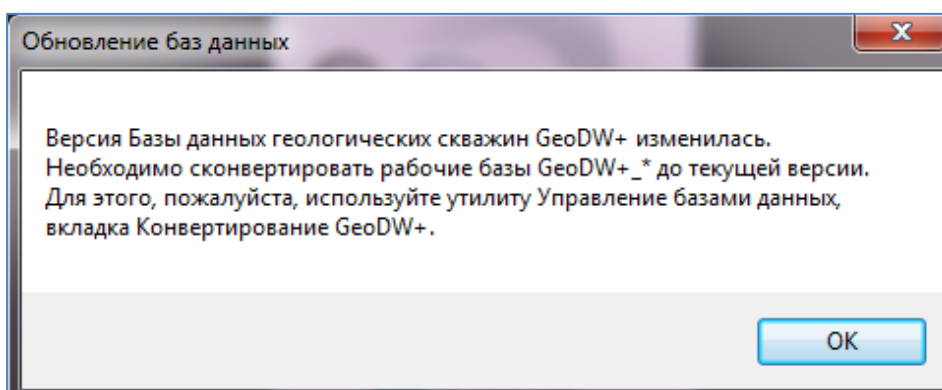 Обновление баз данных
Версия Базы данных геологических скважин GeoDW+ изменилась.
Необходимо сконвертировать рабочие базы GeoDW+_* до текущей версии.
Для этого, пожалуйста, используйте утилиту Управление базами данных,
вкладка Конвертирование GeoDW+.
ОК